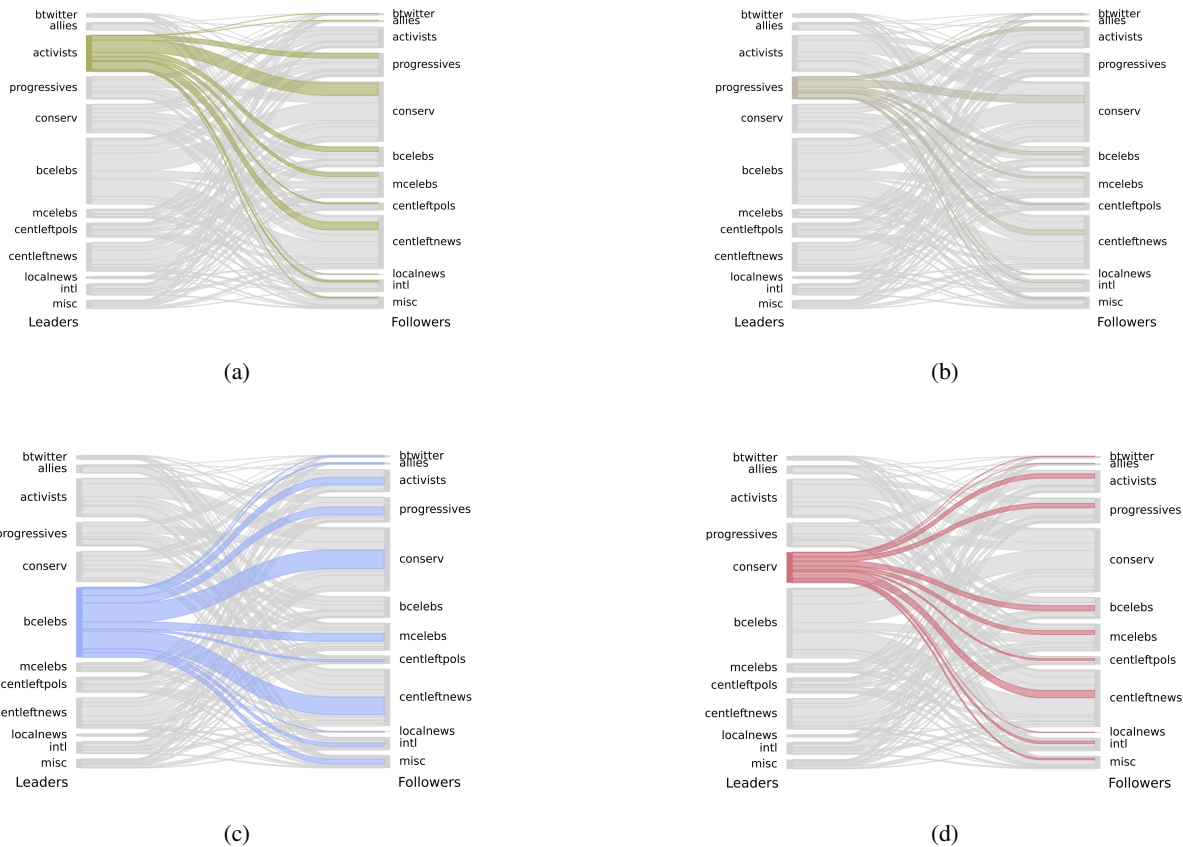 btwitter
allies
activists
progressives
conserv
bcelebs
mcelebs
centleftpols
centleftnews
localnews
intl
misc
Leaders
btwitter
allies
activists
progressives
conserv
bcelebs
mcelebs
centleftpols
centleftnews
localnews
intl
misc
Followers
(a)
btwitter
allies
activists
progressives
conserv
bcelebs
mcelebs
centleftpols
centleftnews
localnews
intl
misc
Leaders
btwitter
allies
activists
progressives
conserv
bcelebs
mcelebs
centleftpols
centleftnews
localnews
intl
misc
Followers
(b)
btwitter
allies
activists
rogressives
conserv
bcelebs
mcelebs
centleftpols
entleftnews
localnews
intl
misc
Leaders
btwitter
allies
activists
progressives
conserv
bcelebs
mcelebs
centleftpols
centleftnews
localnews
intl
misc
Followers
(c)
btwitter
allies
activists
progressives
conserv
bcelebs
mcelebs
centleftpols
centleftnews
localnews
intl
misc
Leaders
btwitter
allies
activists
progressives
conserv
bcelebs
mcelebs
centleftpols
centleftnews
localnews
intl
misc
Followers
(d)